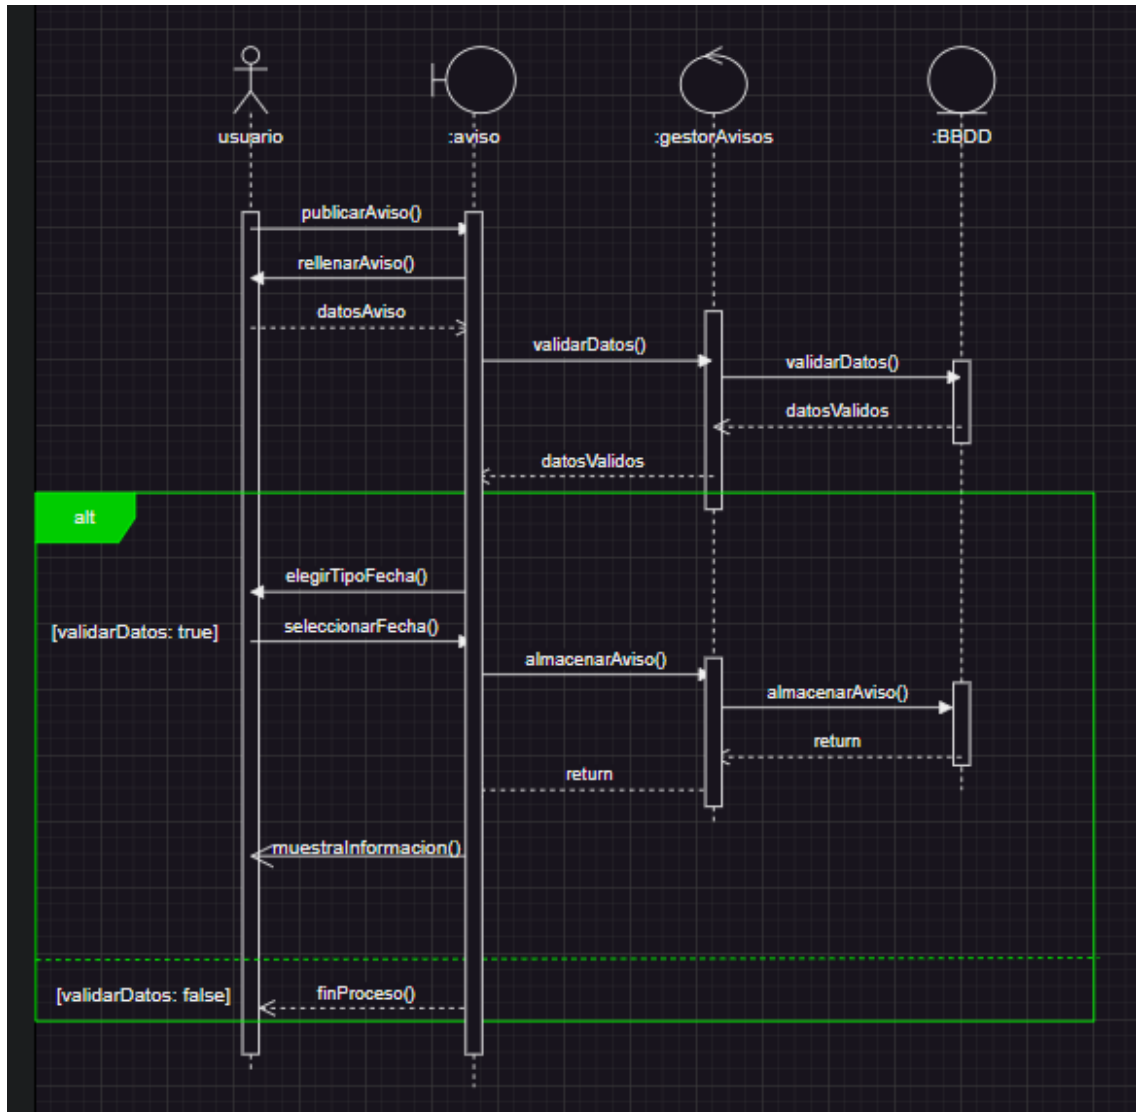 usuario
:aviso
:gestorAvisos
:BBDD
publicarAviso()
rellenarAviso()
datosAviso
validarDatos()
validarDatos()
datosValidos
datosValidos
alt
elegirTipoFecha()
[validarDatos: true]
seleccionarFecha()
almacenarAviso()
almacenarAviso()
return
return
muestraInformacion()
[validarDatos: false]
finProceso()